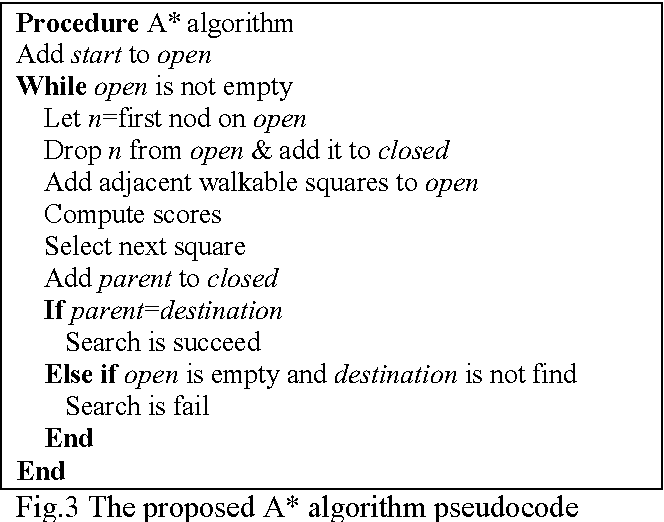 Procedure A* algorithm
Add start to open
While open is not empty
Let n=first nod on open
Drop n from open & add it to closed
Add adjacent walkable squares to open
Compute scores
Select next square
Add parent to closed
If parent=destination
Search is succeed
Else if open is empty and destination is not find
Search is fail
End
End
Fig.3 The proposed A* algorithm pseudocode